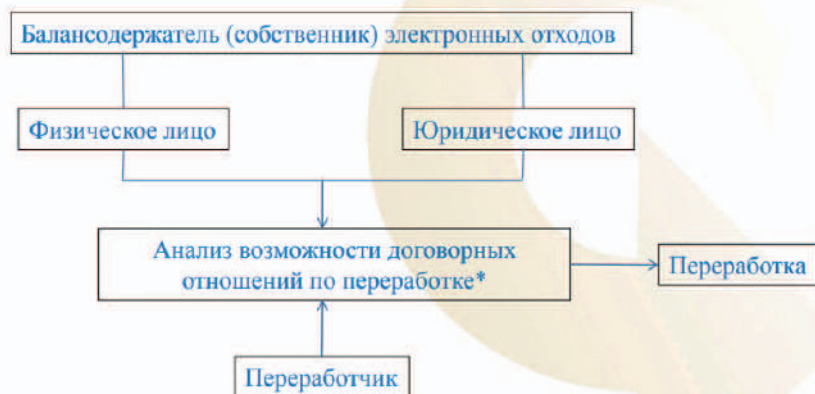 Балансодержатель (собственник) электронных отходов
Физическое лицо
Юридическое лицо
Анализ возможности договорных
отношений по переработке*
Переработка
Переработчик